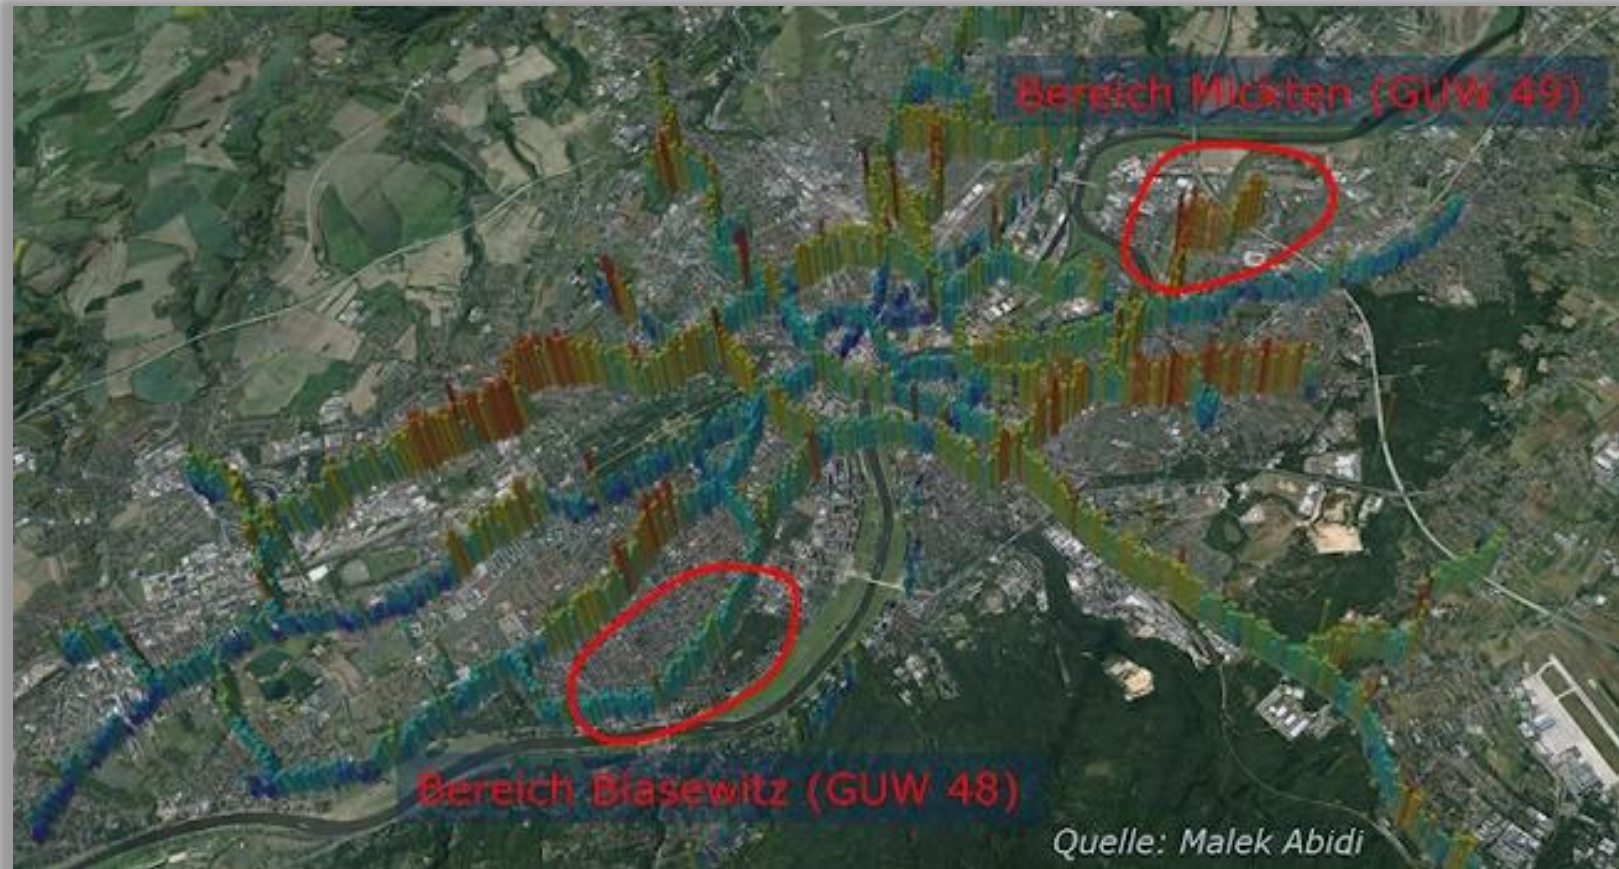 Bereich Mickten (GUW 49)
Bereich Blasewitz (GUW 48)
Quelle: Malek Abidi